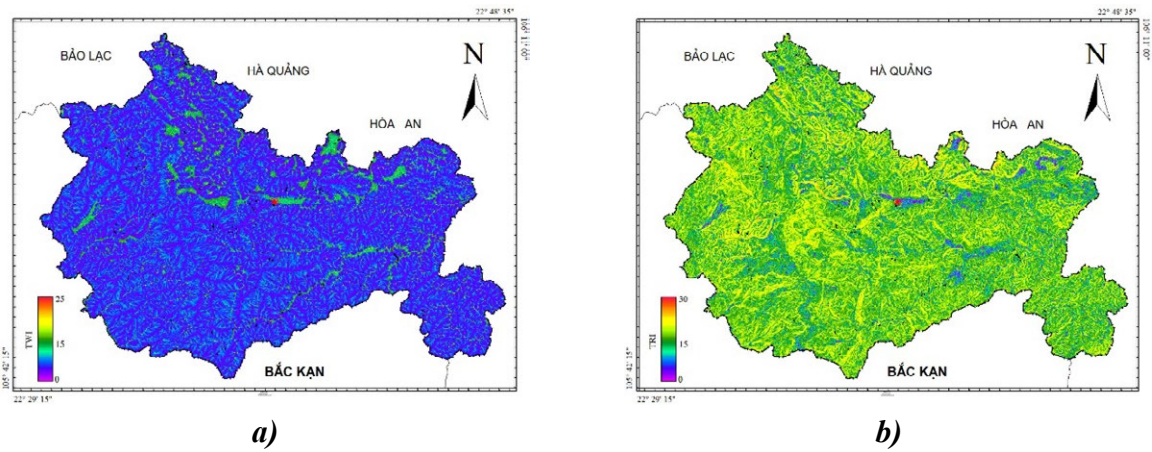 22° 48' 35"
106° 11' 00"
BẢO LẠC
HÀ QUẢNG
N
HÒA AN
25
15
0
TWI
BẮC KẠN
105° 42' 15"
22° 29' 15"
a)
22° 48' 35"
106° 11' 00"
BẢO LẠC
HÀ QUẢNG
N
HÒA AN
30
15
0
TRI
BẮC KẠN
105° 42' 15"
22° 29' 15"
b)